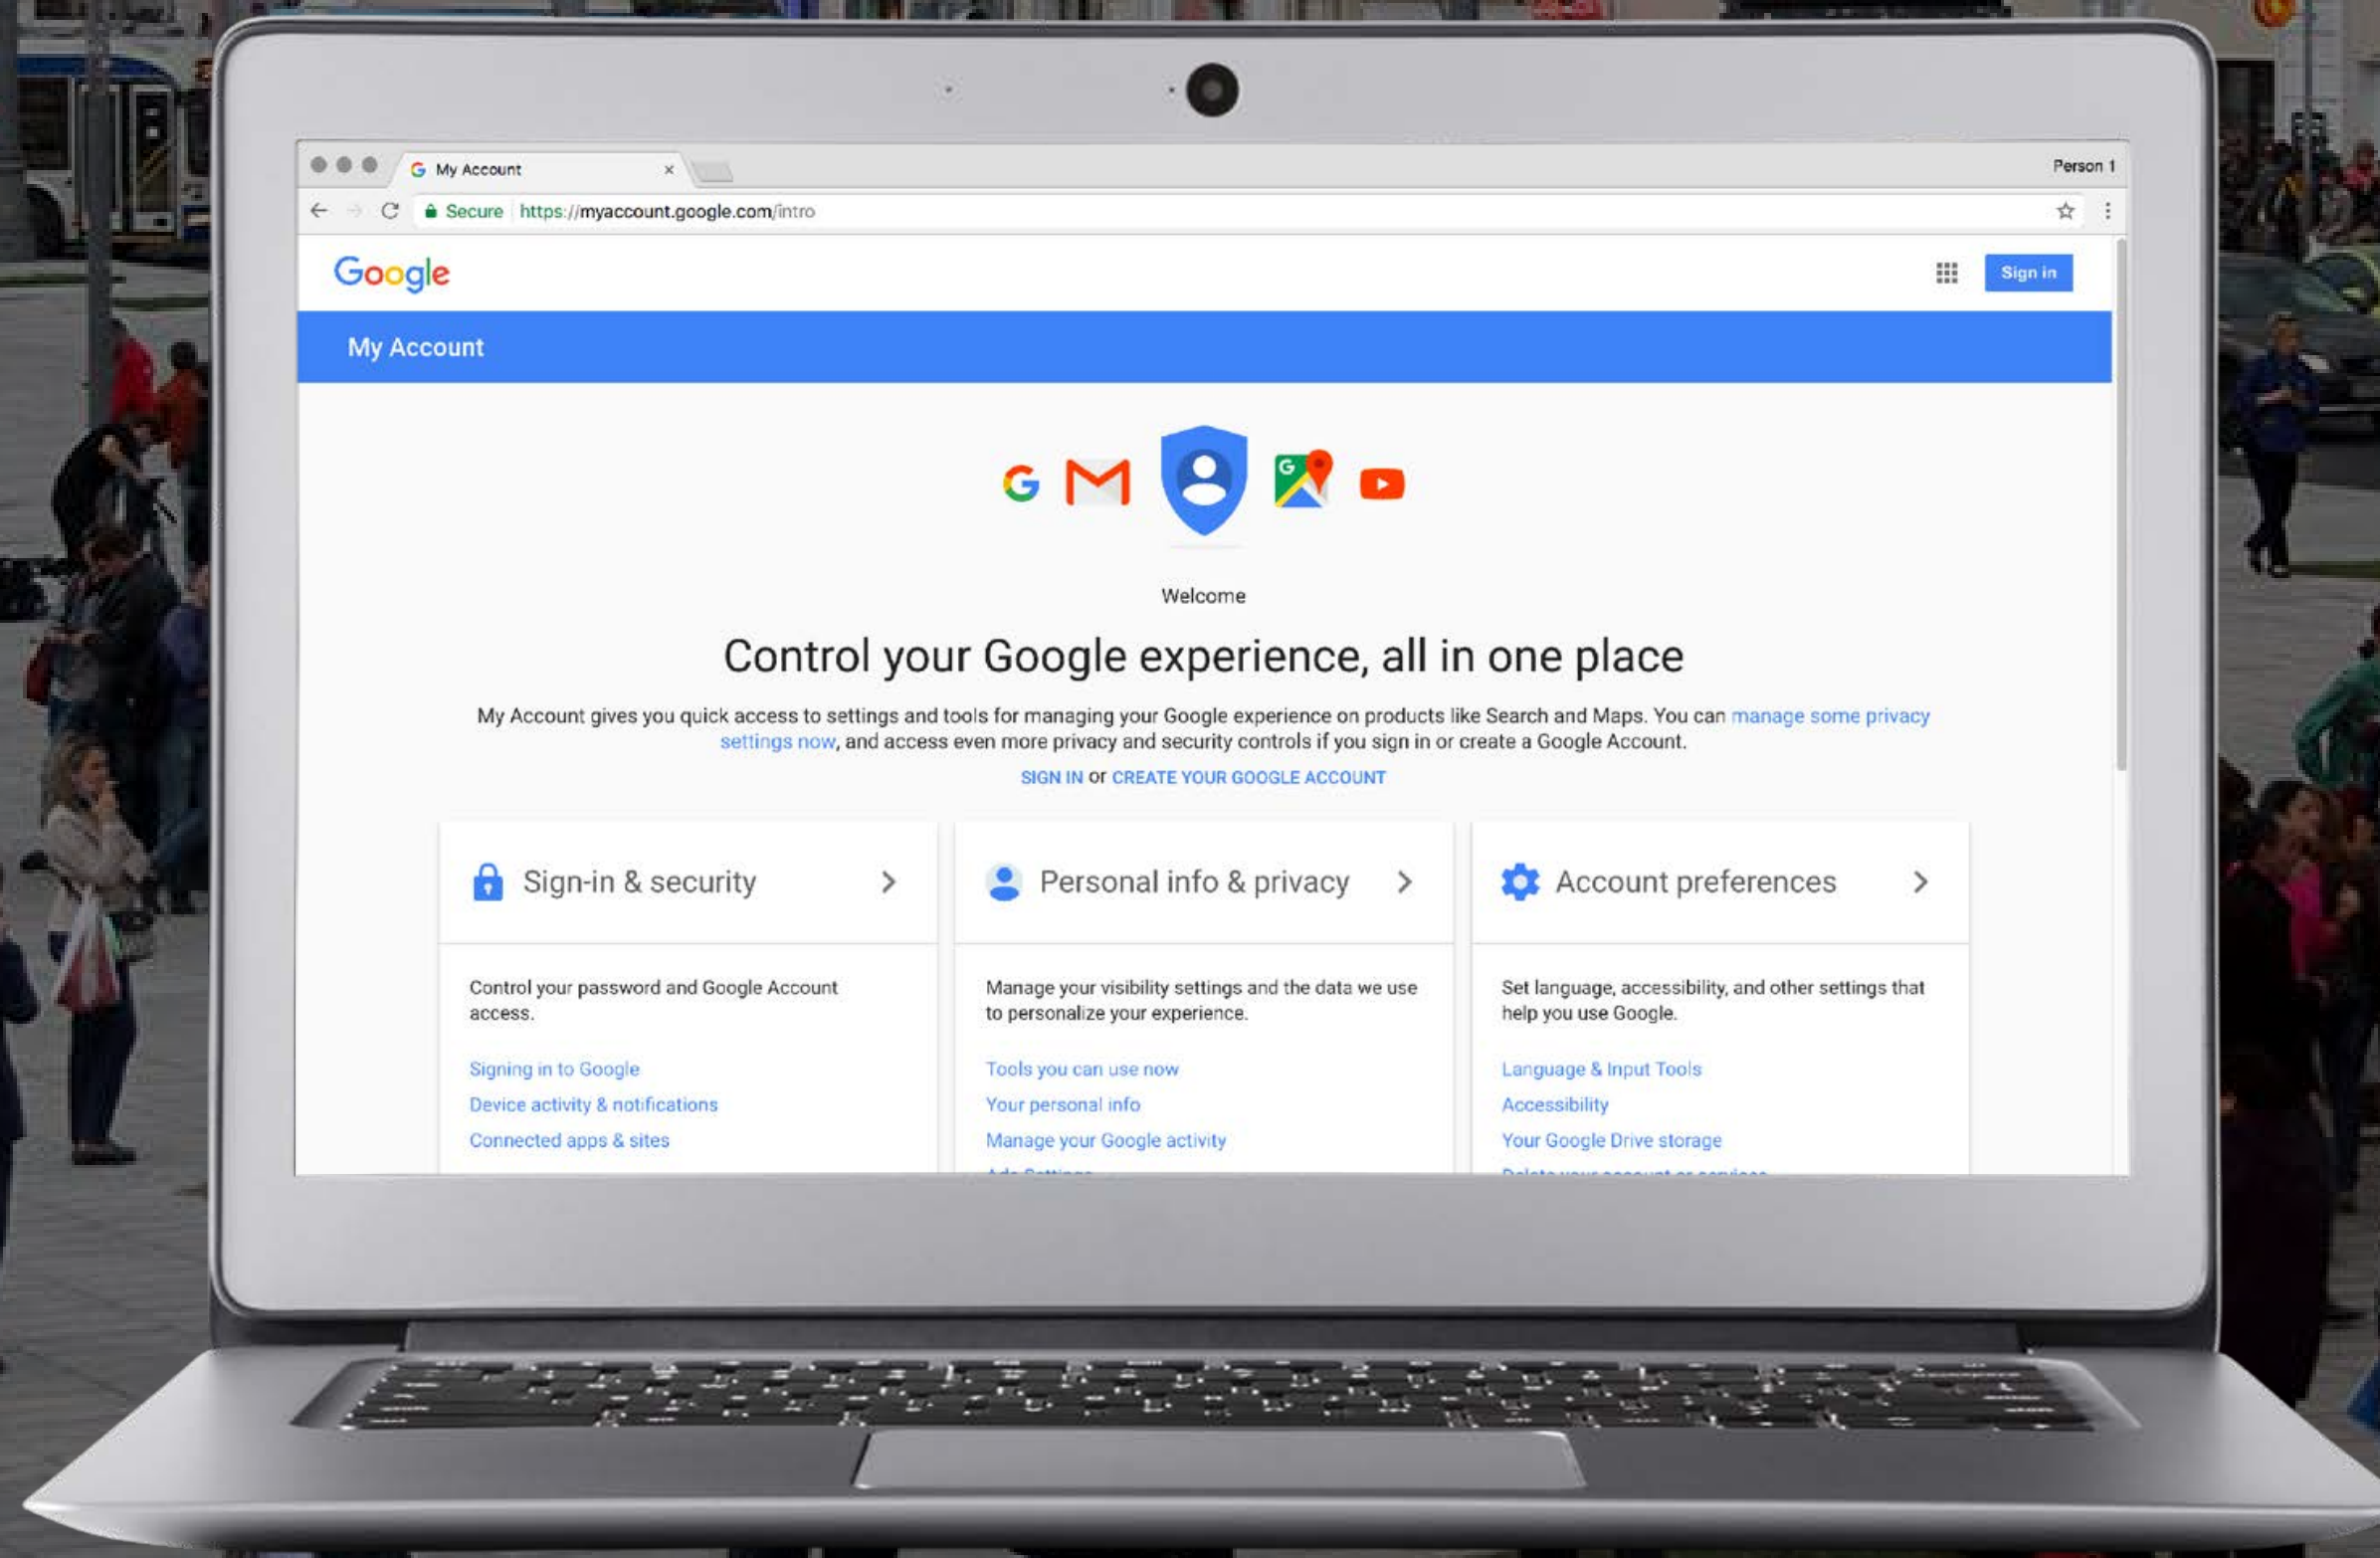 My Account
Person 1
Secure https://myaccount.google.com/intro
Google
Sign in
My Account
G
G
Welcome
Control your Google experience, all in one place
My Account gives you quick access to settings and tools for managing your Google experience on products like Search and Maps. You can manage some privacy
settings now, and access even more privacy and security controls if you sign in or create a Google Account.
SIGN IN or CREATE YOUR GOOGLE ACCOUNT
Sign-in & security
Personal info & privacy
Account preferences
Control your password and Google Account
access.
Manage your visibility settings and the data we use
to personalize your experience.
Set language, accessibility, and other settings that
help you use Google.
Signing in to Google
Device activity & notifications
Connected apps & sites
Tools you can use now
Your personal info
Manage your Google activity
Ads Settings
Language & Input Tools
Accessibility
Your Google Drive storage
Delete your account or services